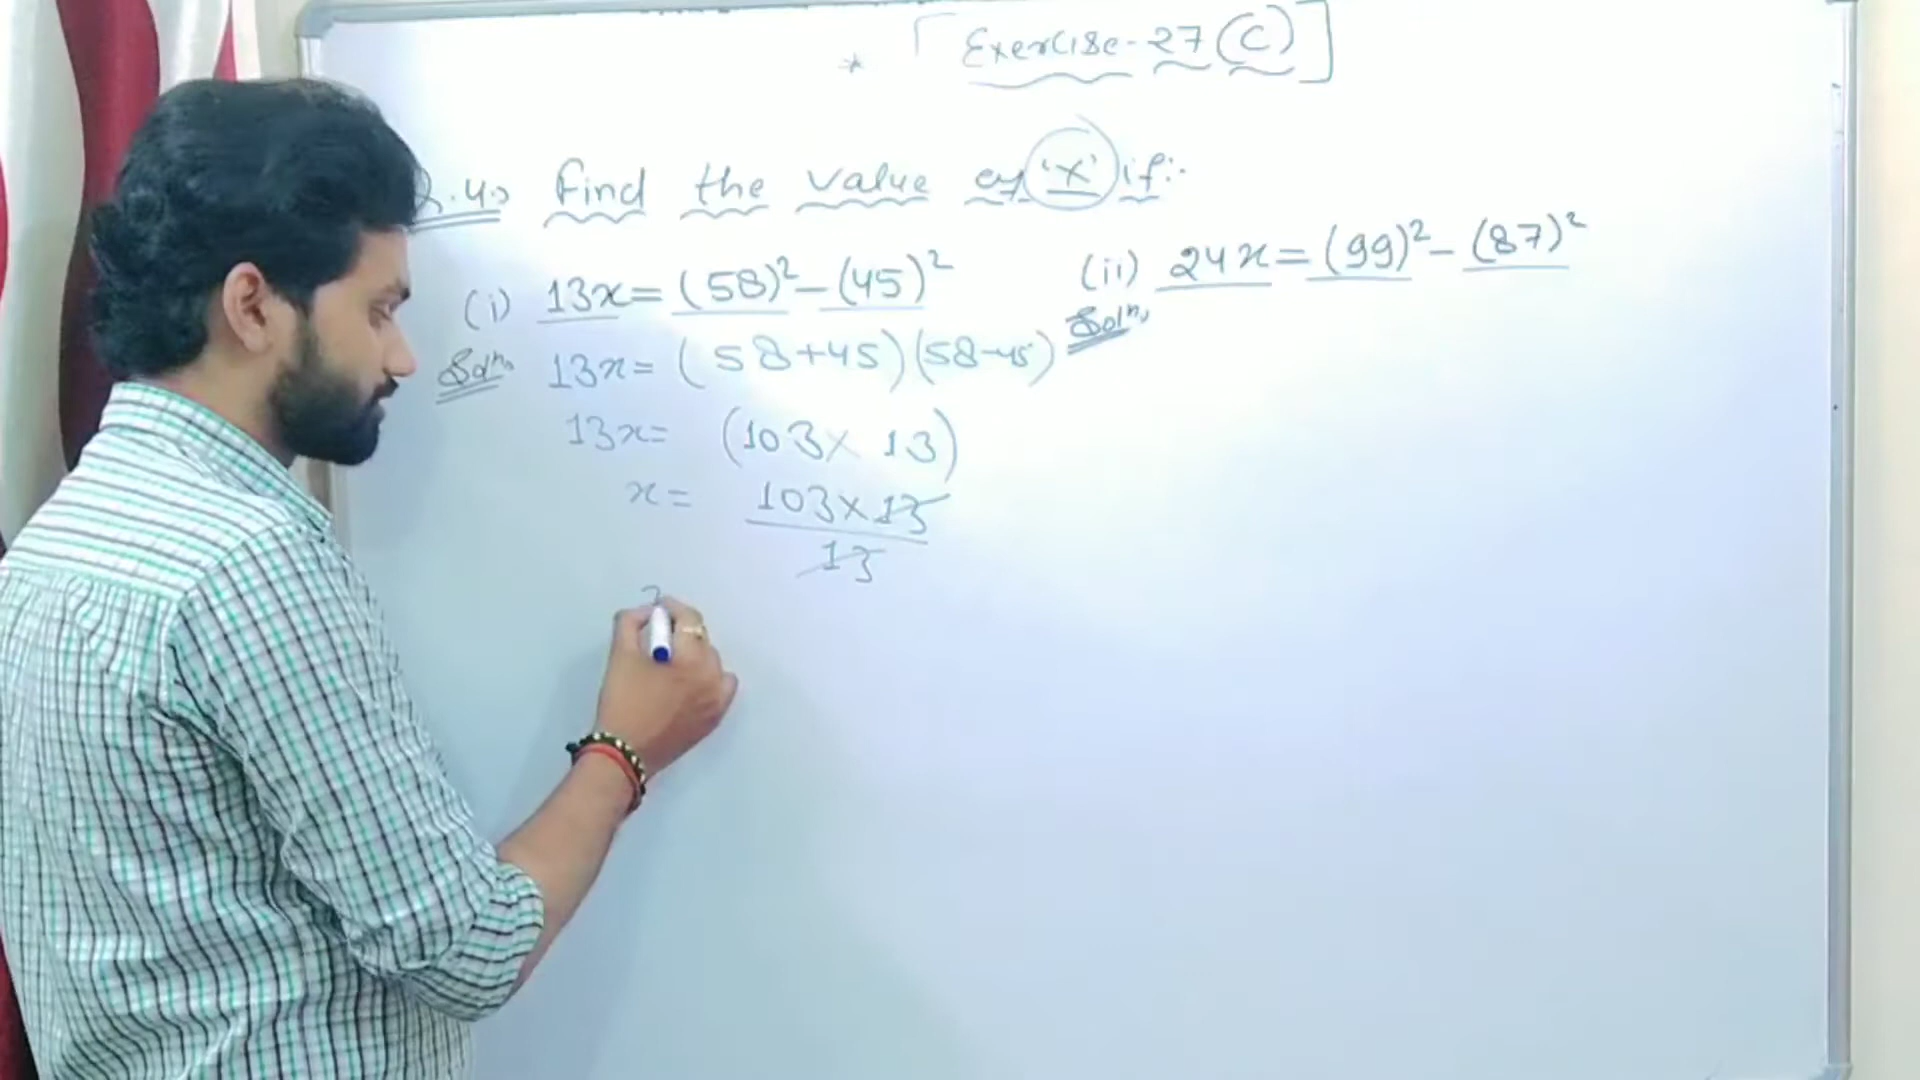 * [Exercise-27(C)]
Q.4.> Find the value of 'x' if:-
(i) 13x = (58)² - (45)²
Solⁿ. 13x = (58+45)(58-45)
13x = (103 x 13)
x = 103 x 13
13
(ii) 24x = (99)² - (87)²
Solⁿ.